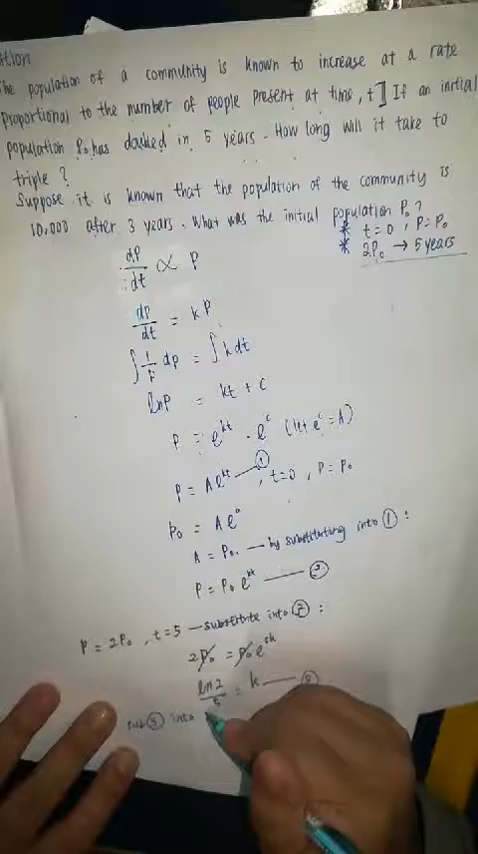 The population of a community is known to increase at a rate
proportional to the number of people present at time, t] If an initial
population P₀ has doubled in 5 years. How long will it take to
triple?
Suppose it is known that the population of the community is
10,000 after 3 years. What was the initial population P₀?
* t=0, P=P₀
* 2P₀ → 5 years
dP/dt ∝ P
dP/dt = kP
∫ 1/P dP = ∫ k dt
ln P = kt + C
P = e^kt · e^c (let e^c = A)
P = A e^kt — ①, t=0, P=P₀
P₀ = A e^0
A = P₀. — by substituting into ①:
P = P₀ e^kt — ②
P = 2P₀, t=5 — substitute into ②:
2P₀ = P₀ e^5k
ln 2/5 = k —
sub ③ into